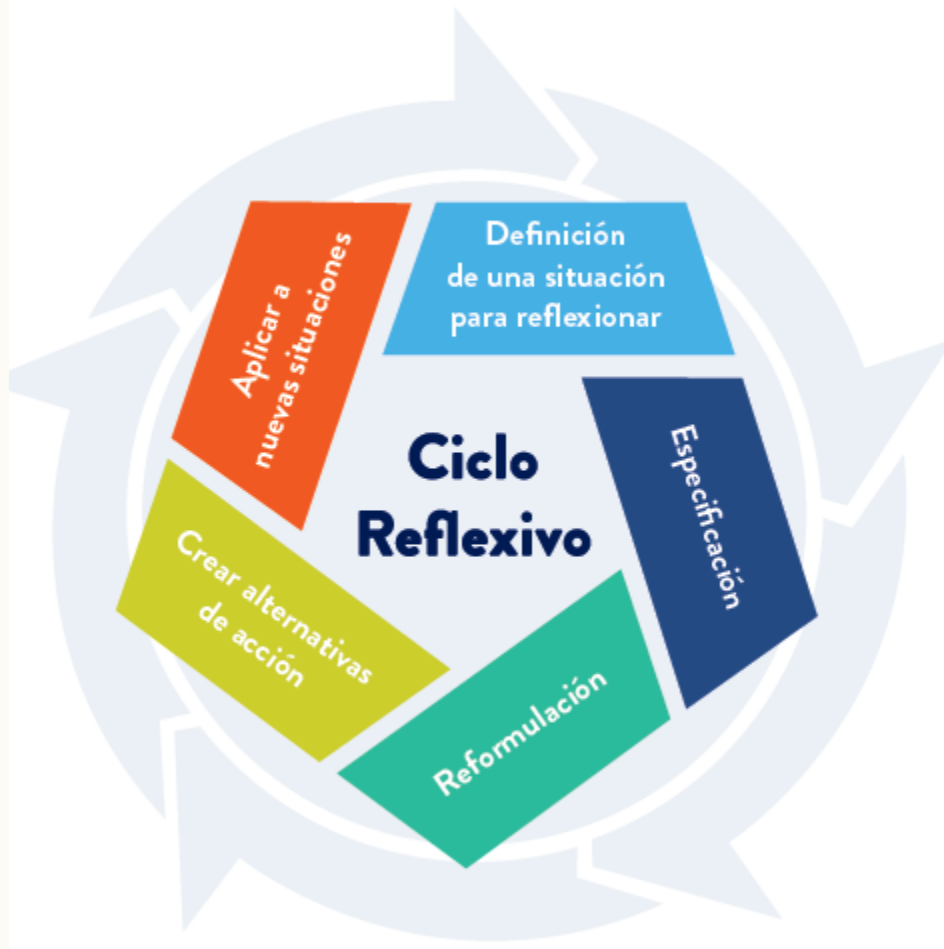 Definición
de una situación
para reflexionar
Especificación
Reformulación
Crear alternativas
de acción
Aplicar a
nuevas situaciones
Ciclo
Reflexivo